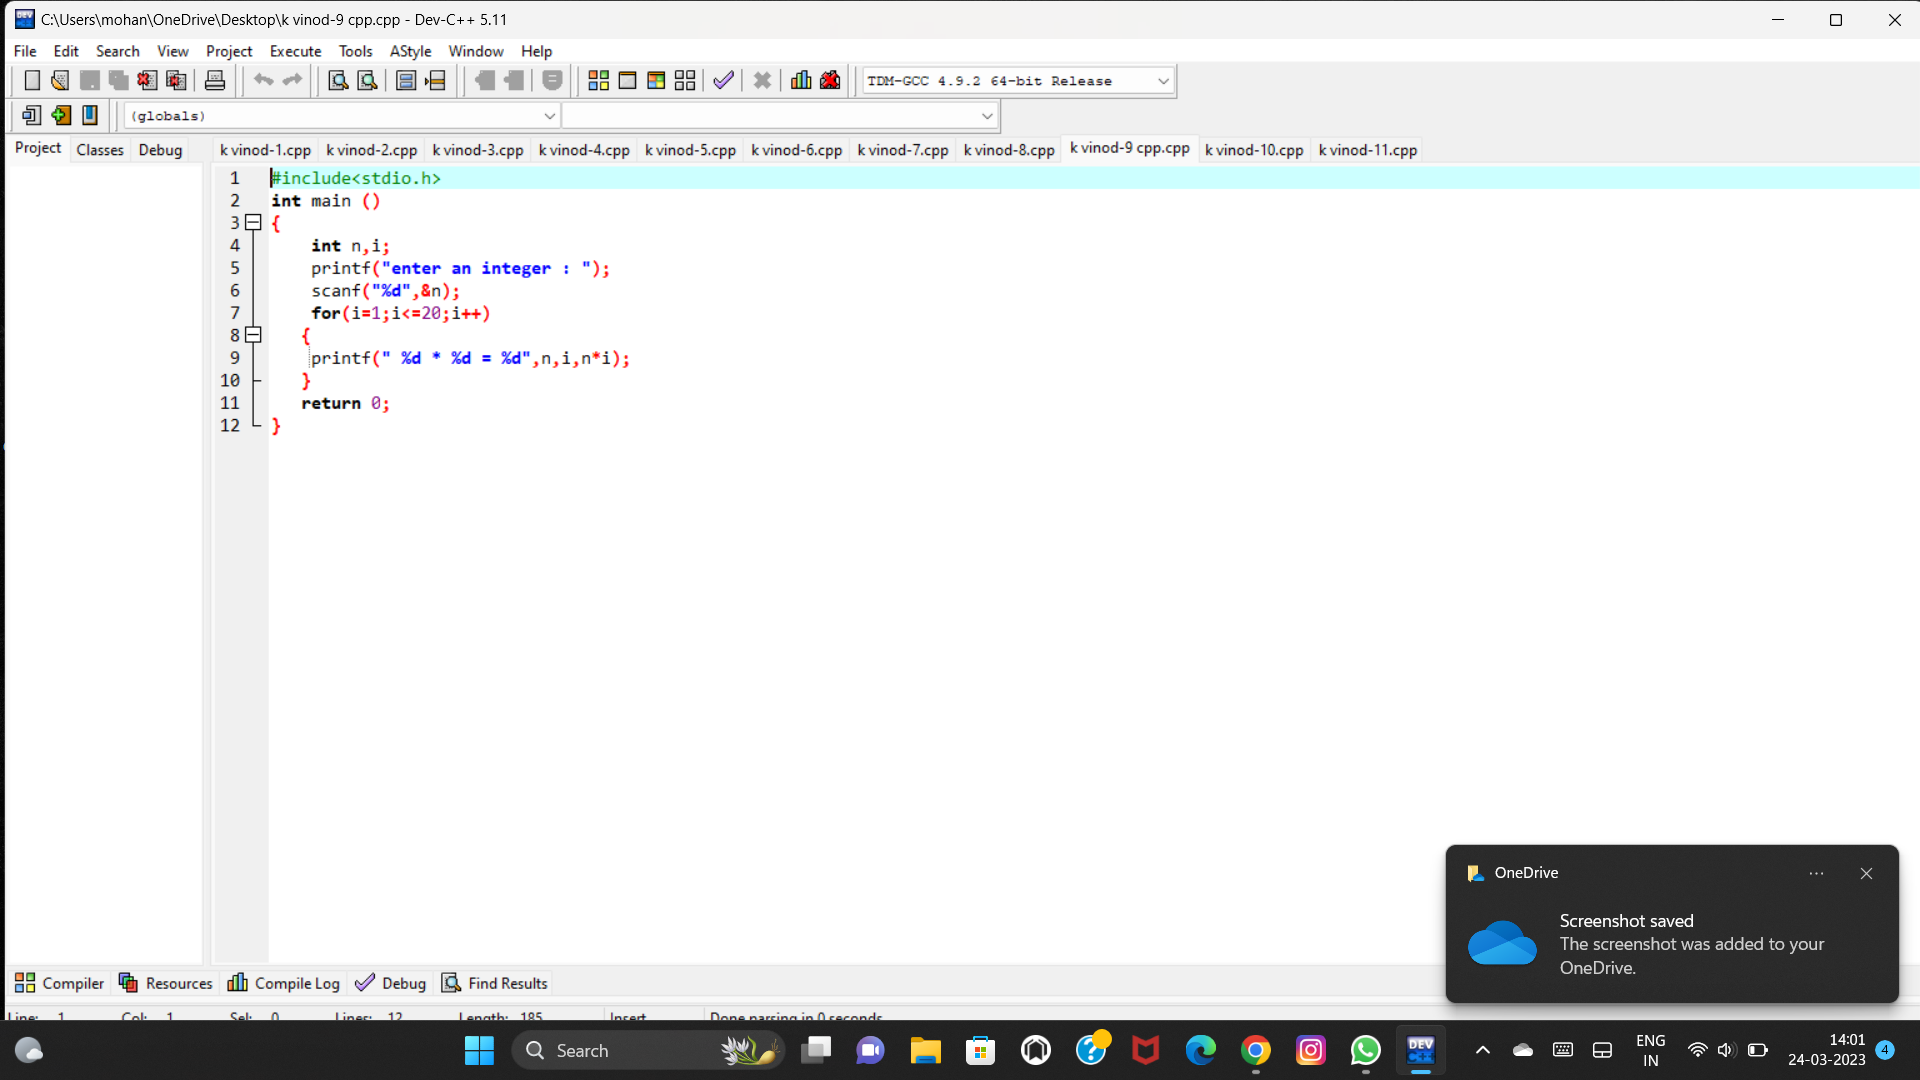 C:\Users\mohan\OneDrive\Desktop\k vinod-9 cpp.cpp - Dev-C++ 5.11
File Edit Search View Project Execute Tools AStyle Window Help
TDM-GCC 4.9.2 64-bit Release
(globals)
Project Classes Debug
k vinod-1.cpp k vinod-2.cpp k vinod-3.cpp k vinod-4.cpp k vinod-5.cpp k vinod-6.cpp k vinod-7.cpp k vinod-8.cpp k vinod-9 cpp.cpp k vinod-10.cpp k vinod-11.cpp
1 #include<stdio.h>
2 int main ()
3 {
4 int n,i;
5 printf("enter an integer : ");
6 scanf("%d",&n);
7 for(i=1;i<=20;i++)
8 {
9 printf(" %d * %d = %d",n,i,n*i);
10 }
11 return 0;
12 }
OneDrive
Screenshot saved
The screenshot was added to your
OneDrive.
Compiler Resources Compile Log Debug Find Results
Line: 1 Col: 1 Sel: 0 Lines: 12 Length: 185 Insert Done parsing in 0 seconds
Search
DEV
ENG
IN
14:01
24-03-2023
4